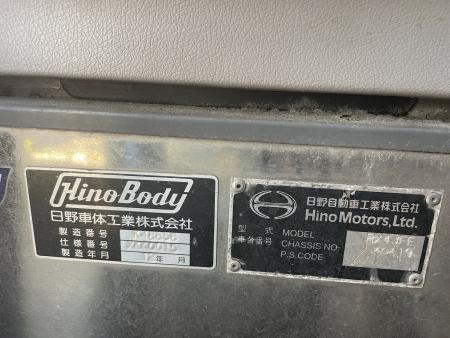 HinoBody
日野車体工業株式会社
製造番号
仕様番号
製造年月 年 月
日野自動車工業株式会社
Hino Motors, Ltd.
型式 MODEL
車台番号 CHASSIS NO.
P.S.CODE